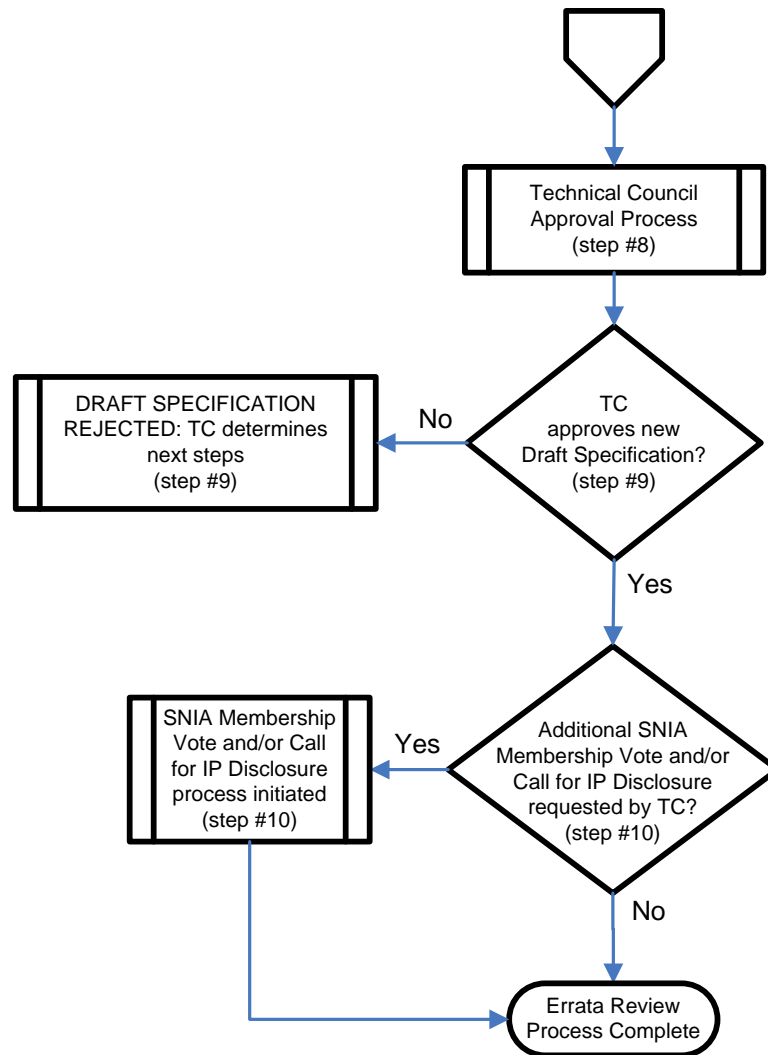 Technical Council
Approval Process
(step #8)
TC
approves new
Draft Specification?
(step #9)
No
DRAFT SPECIFICATION
REJECTED: TC determines
next steps
(step #9)
Yes
Additional SNIA
Membership Vote and/or
Call for IP Disclosure
requested by TC?
(step #10)
Yes
SNIA Membership
Vote and/or Call
for IP Disclosure
process initiated
(step #10)
No
Errata Review
Process Complete